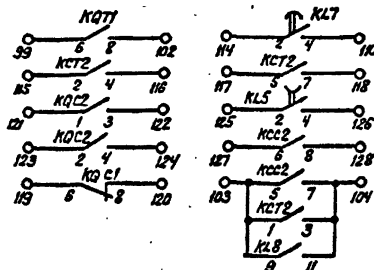 KQT1
99 6 8 102
KCT2
115 2 4 116
KQC2
121 1 3 122
KQC2
123 2 4 124
KQC1
119 6 8 120
KL7
114 2 4
KCT2
117 5 7 118
KL5
125 2 4 126
KCC2
127 6 8 128
KCC2
103 5 7 104
KCT2
1 3
KL8
9 11